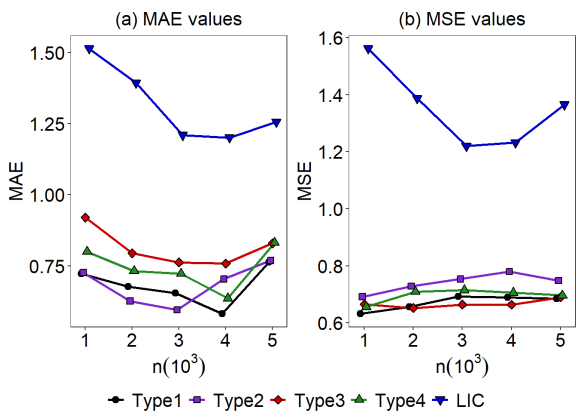 (a) MAE values
(b) MSE values
MAE
1.50
1.25
1.00
0.75
1 2 3 4 5
n(10³)
MSE
1.6
1.4
1.2
1.0
0.8
0.6
1 2 3 4 5
n(10³)
Type1 Type2 Type3 Type4 LIC